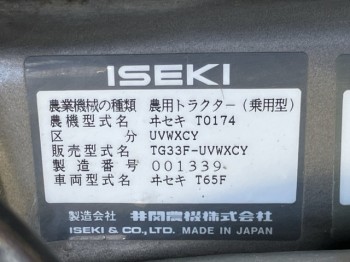 ISEKI
農業機械の種類 農用トラクター(乗用型)
農機型式名 ヰセキ T0174
区分 UVWXCY
販売型式名 TG33F-UVWXCY
製造番号 001339
車両型式名 ヰセキ T65F
製造会社 井関農機株式会社
ISEKI & CO., LTD. MADE IN JAPAN